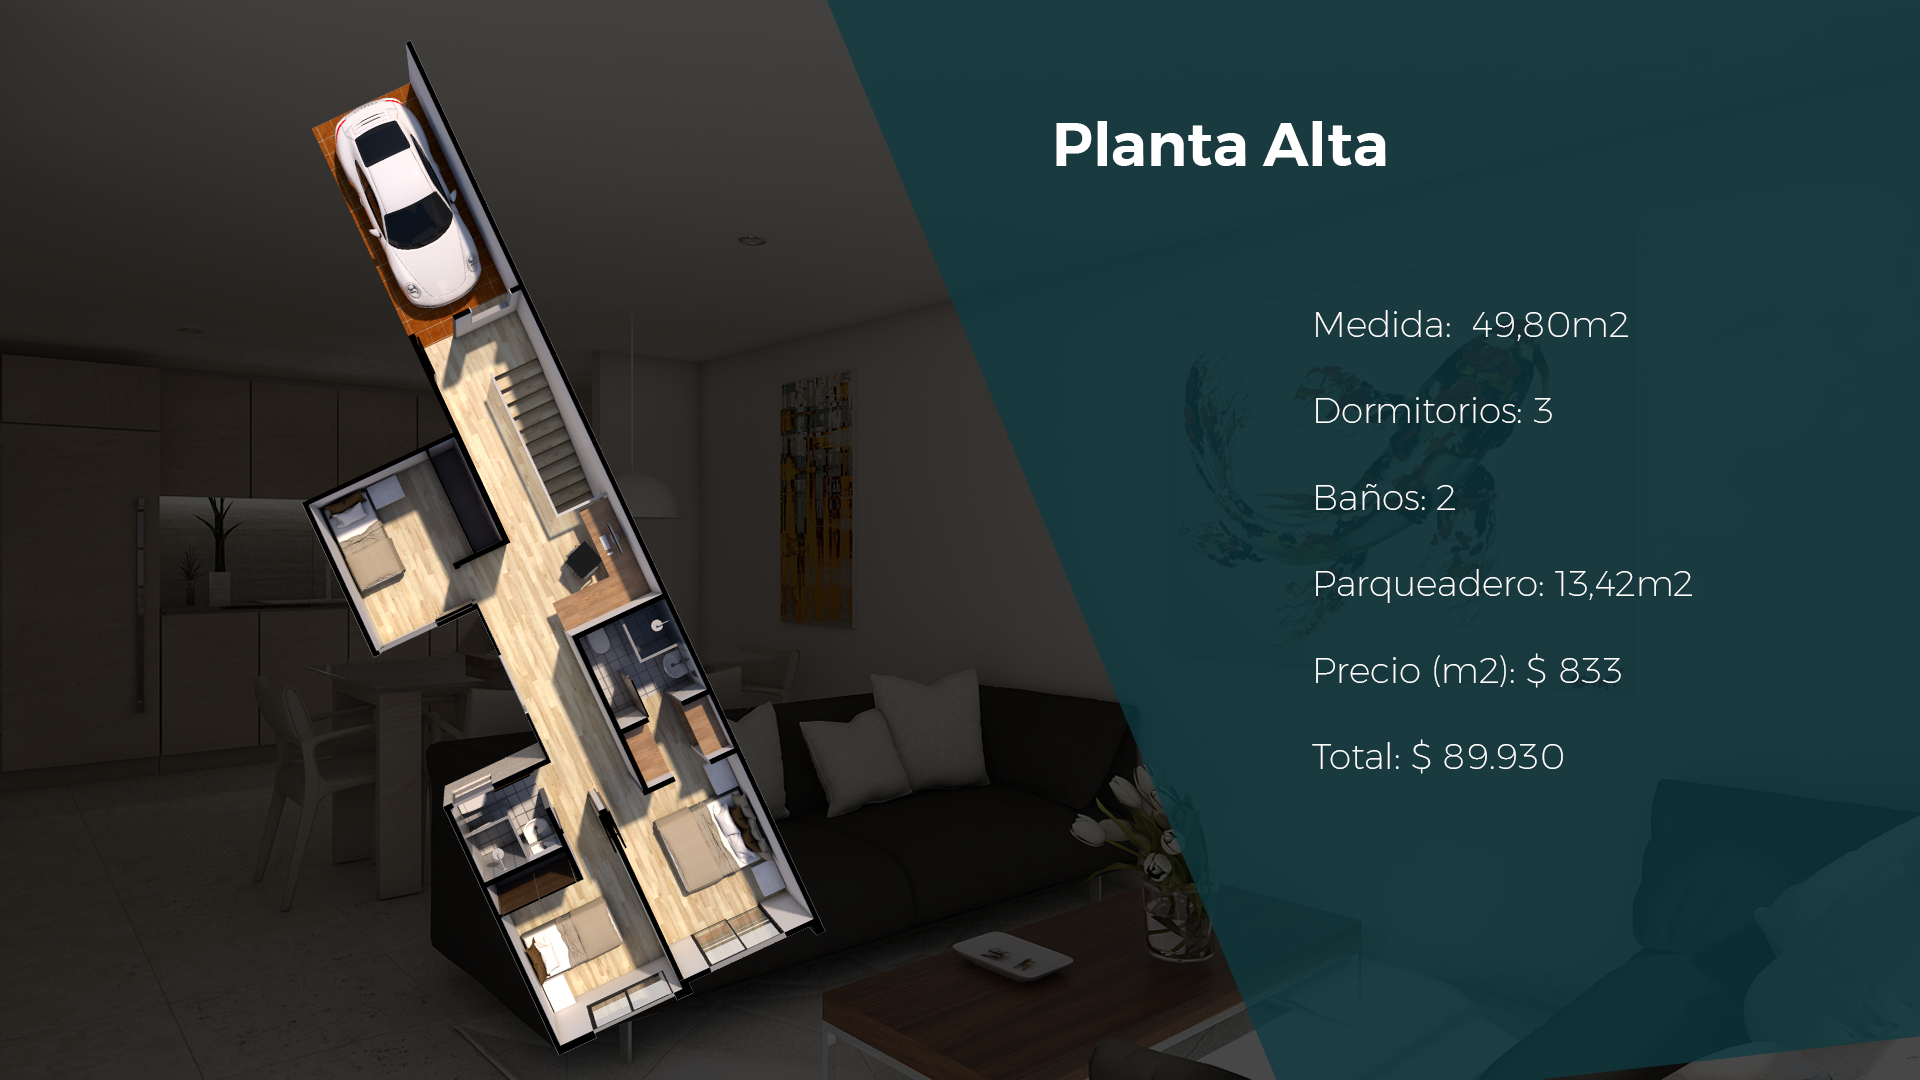 Planta Alta
Medida: 49,80m2
Dormitorios: 3
Baños: 2
Parqueadero: 13,42m2
Precio (m2): $ 833
Total: $ 89.930